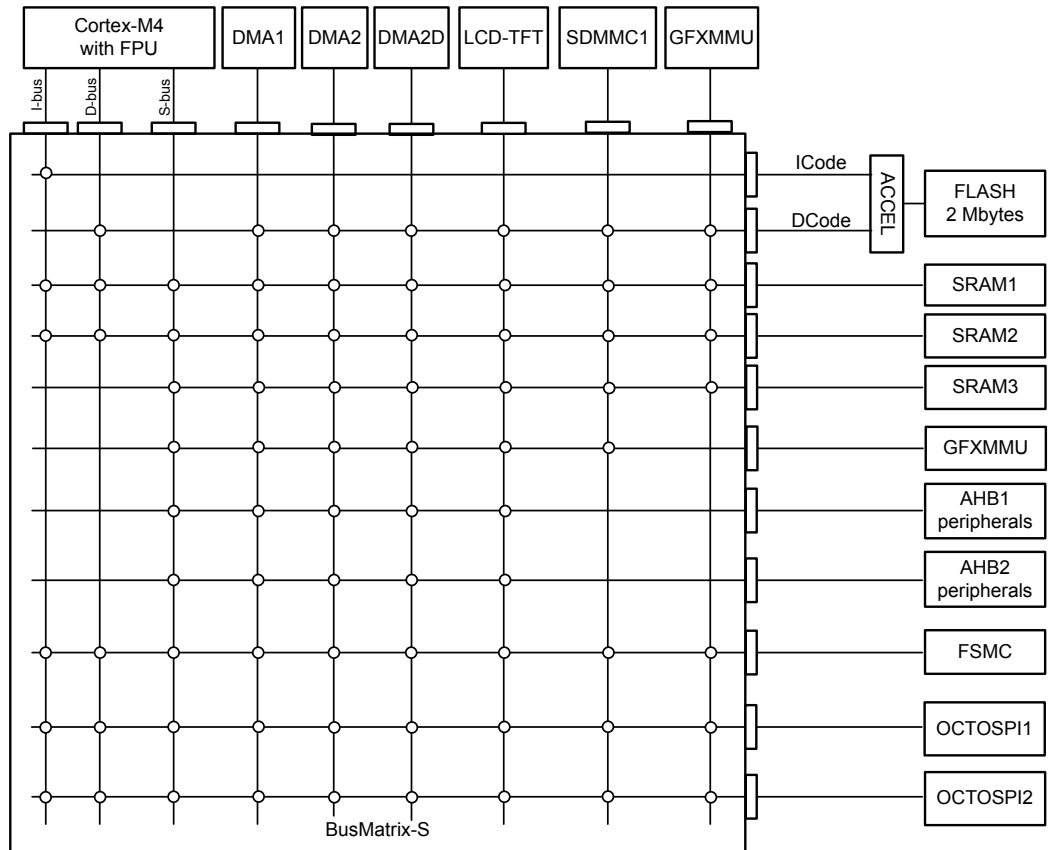 Cortex-M4
with FPU
DMA1
DMA2
DMA2D
LCD-TFT
SDMMC1
GFXMMU
I-bus
D-bus
S-bus
ICode
DCode
ACCEL
FLASH
2 Mbytes
SRAM1
SRAM2
SRAM3
GFXMMU
AHB1
peripherals
AHB2
peripherals
FSMC
OCTOSPI1
OCTOSPI2
BusMatrix-S